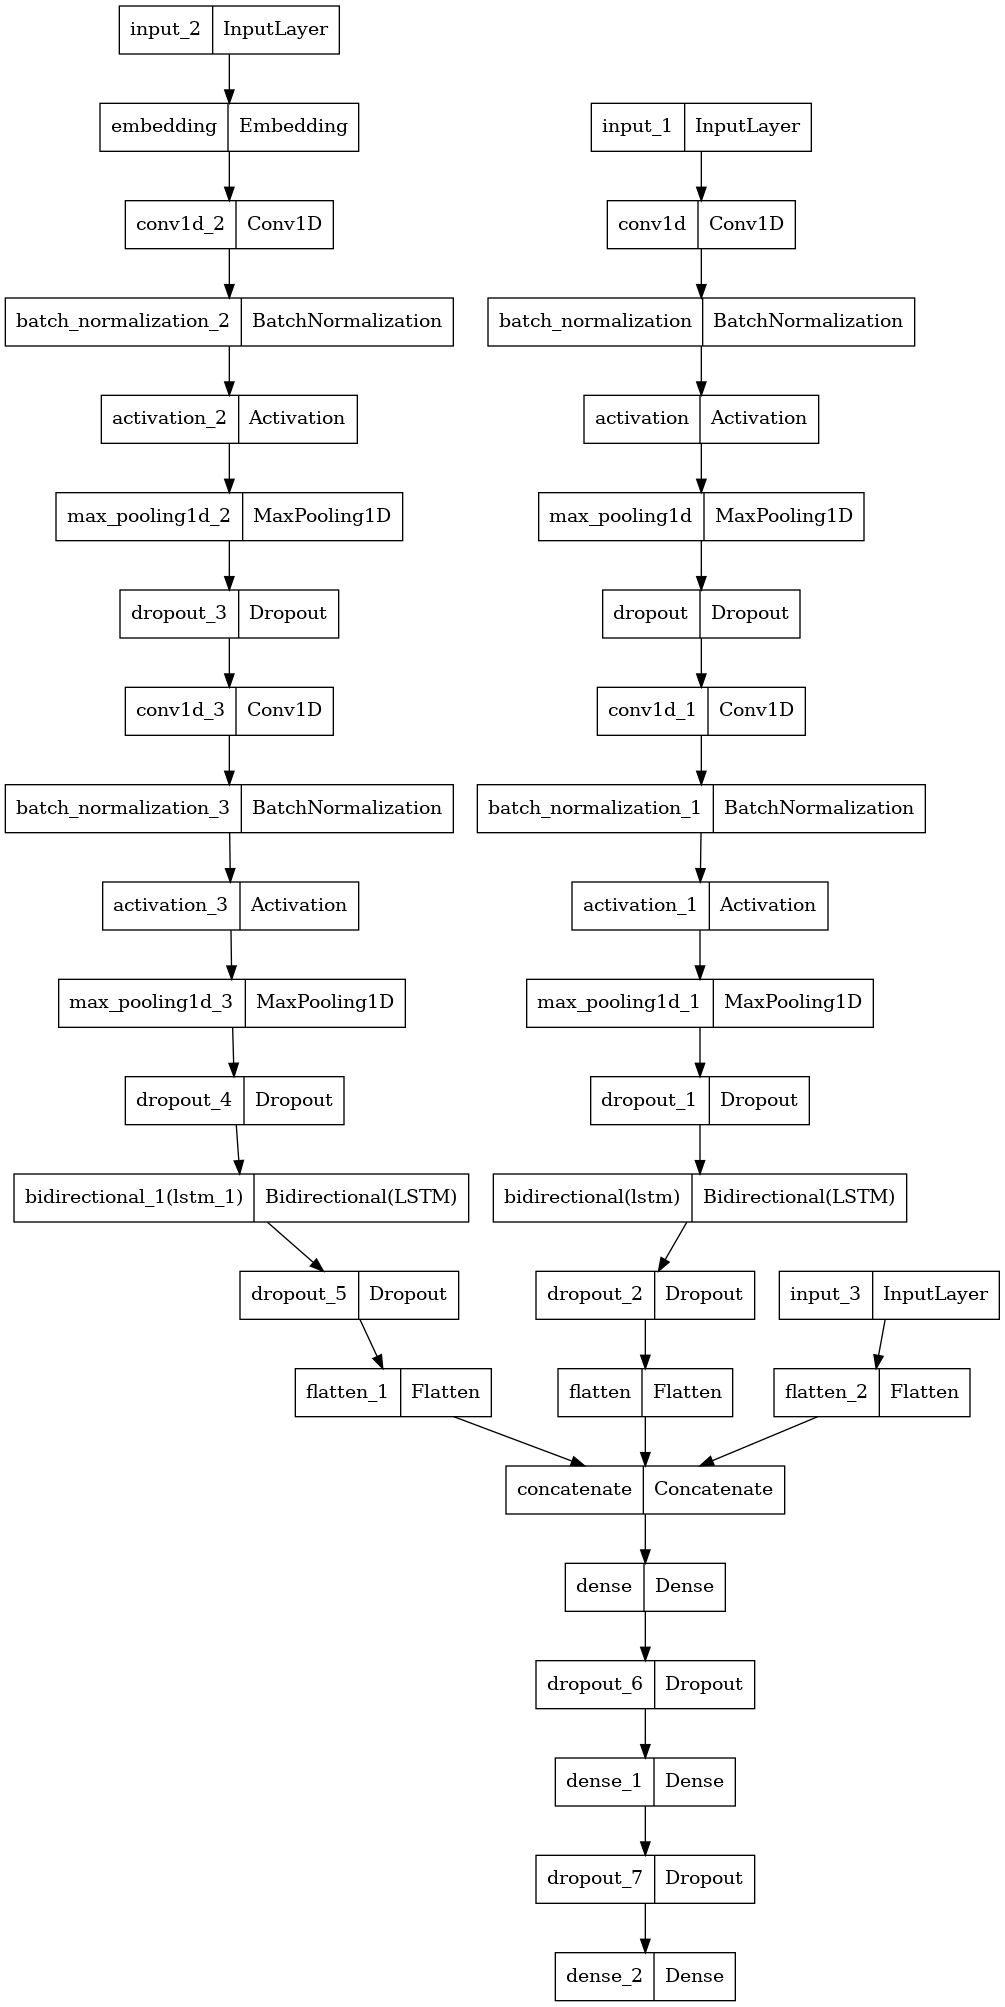 input_2 InputLayer
embedding Embedding
input_1 InputLayer
conv1d_2 Conv1D
conv1d Conv1D
batch_normalization_2 BatchNormalization
batch_normalization BatchNormalization
activation_2 Activation
activation Activation
max_pooling1d_2 MaxPooling1D
max_pooling1d MaxPooling1D
dropout_3 Dropout
dropout Dropout
conv1d_3 Conv1D
conv1d_1 Conv1D
batch_normalization_3 BatchNormalization
batch_normalization_1 BatchNormalization
activation_3 Activation
activation_1 Activation
max_pooling1d_3 MaxPooling1D
max_pooling1d_1 MaxPooling1D
dropout_4 Dropout
dropout_1 Dropout
bidirectional_1(lstm_1) Bidirectional(LSTM)
bidirectional(lstm) Bidirectional(LSTM)
dropout_5 Dropout
dropout_2 Dropout
input_3 InputLayer
flatten_1 Flatten
flatten Flatten
flatten_2 Flatten
concatenate Concatenate
dense Dense
dropout_6 Dropout
dense_1 Dense
dropout_7 Dropout
dense_2 Dense